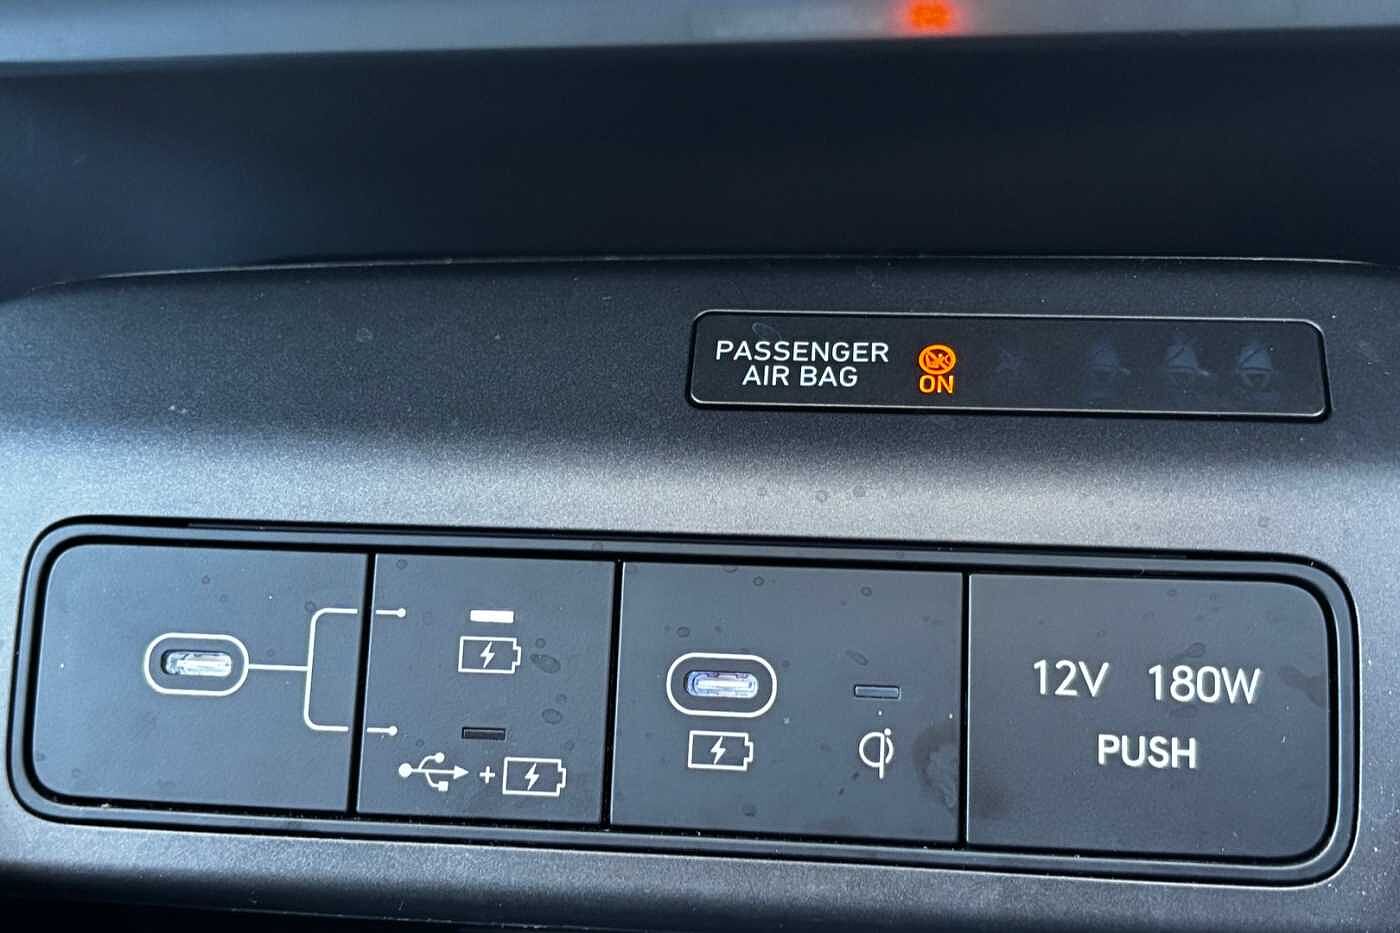 PASSENGER
AIR BAG
ON
12V 180W
PUSH